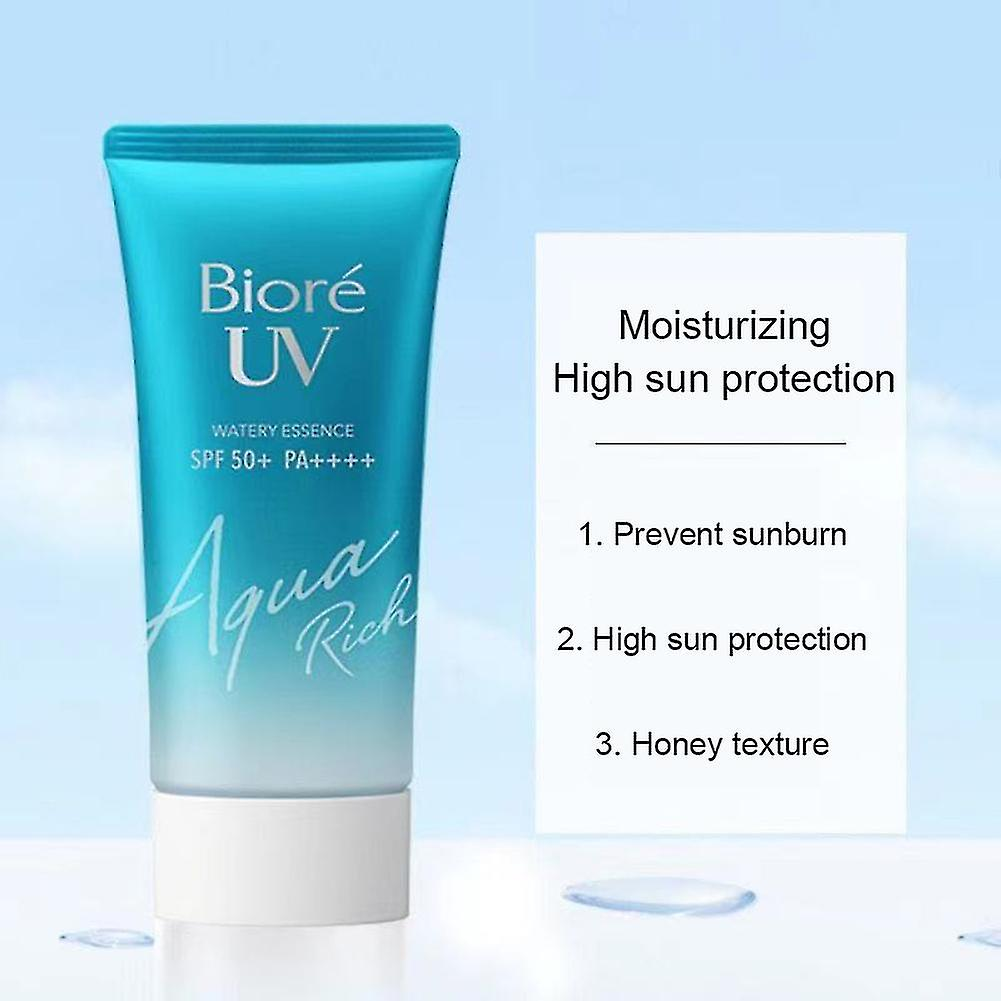 Bioré
UV
WATERY ESSENCE
SPF 50+ PA++++
Aqua
Rich
Moisturizing
High sun protection
1. Prevent sunburn
2. High sun protection
3. Honey texture